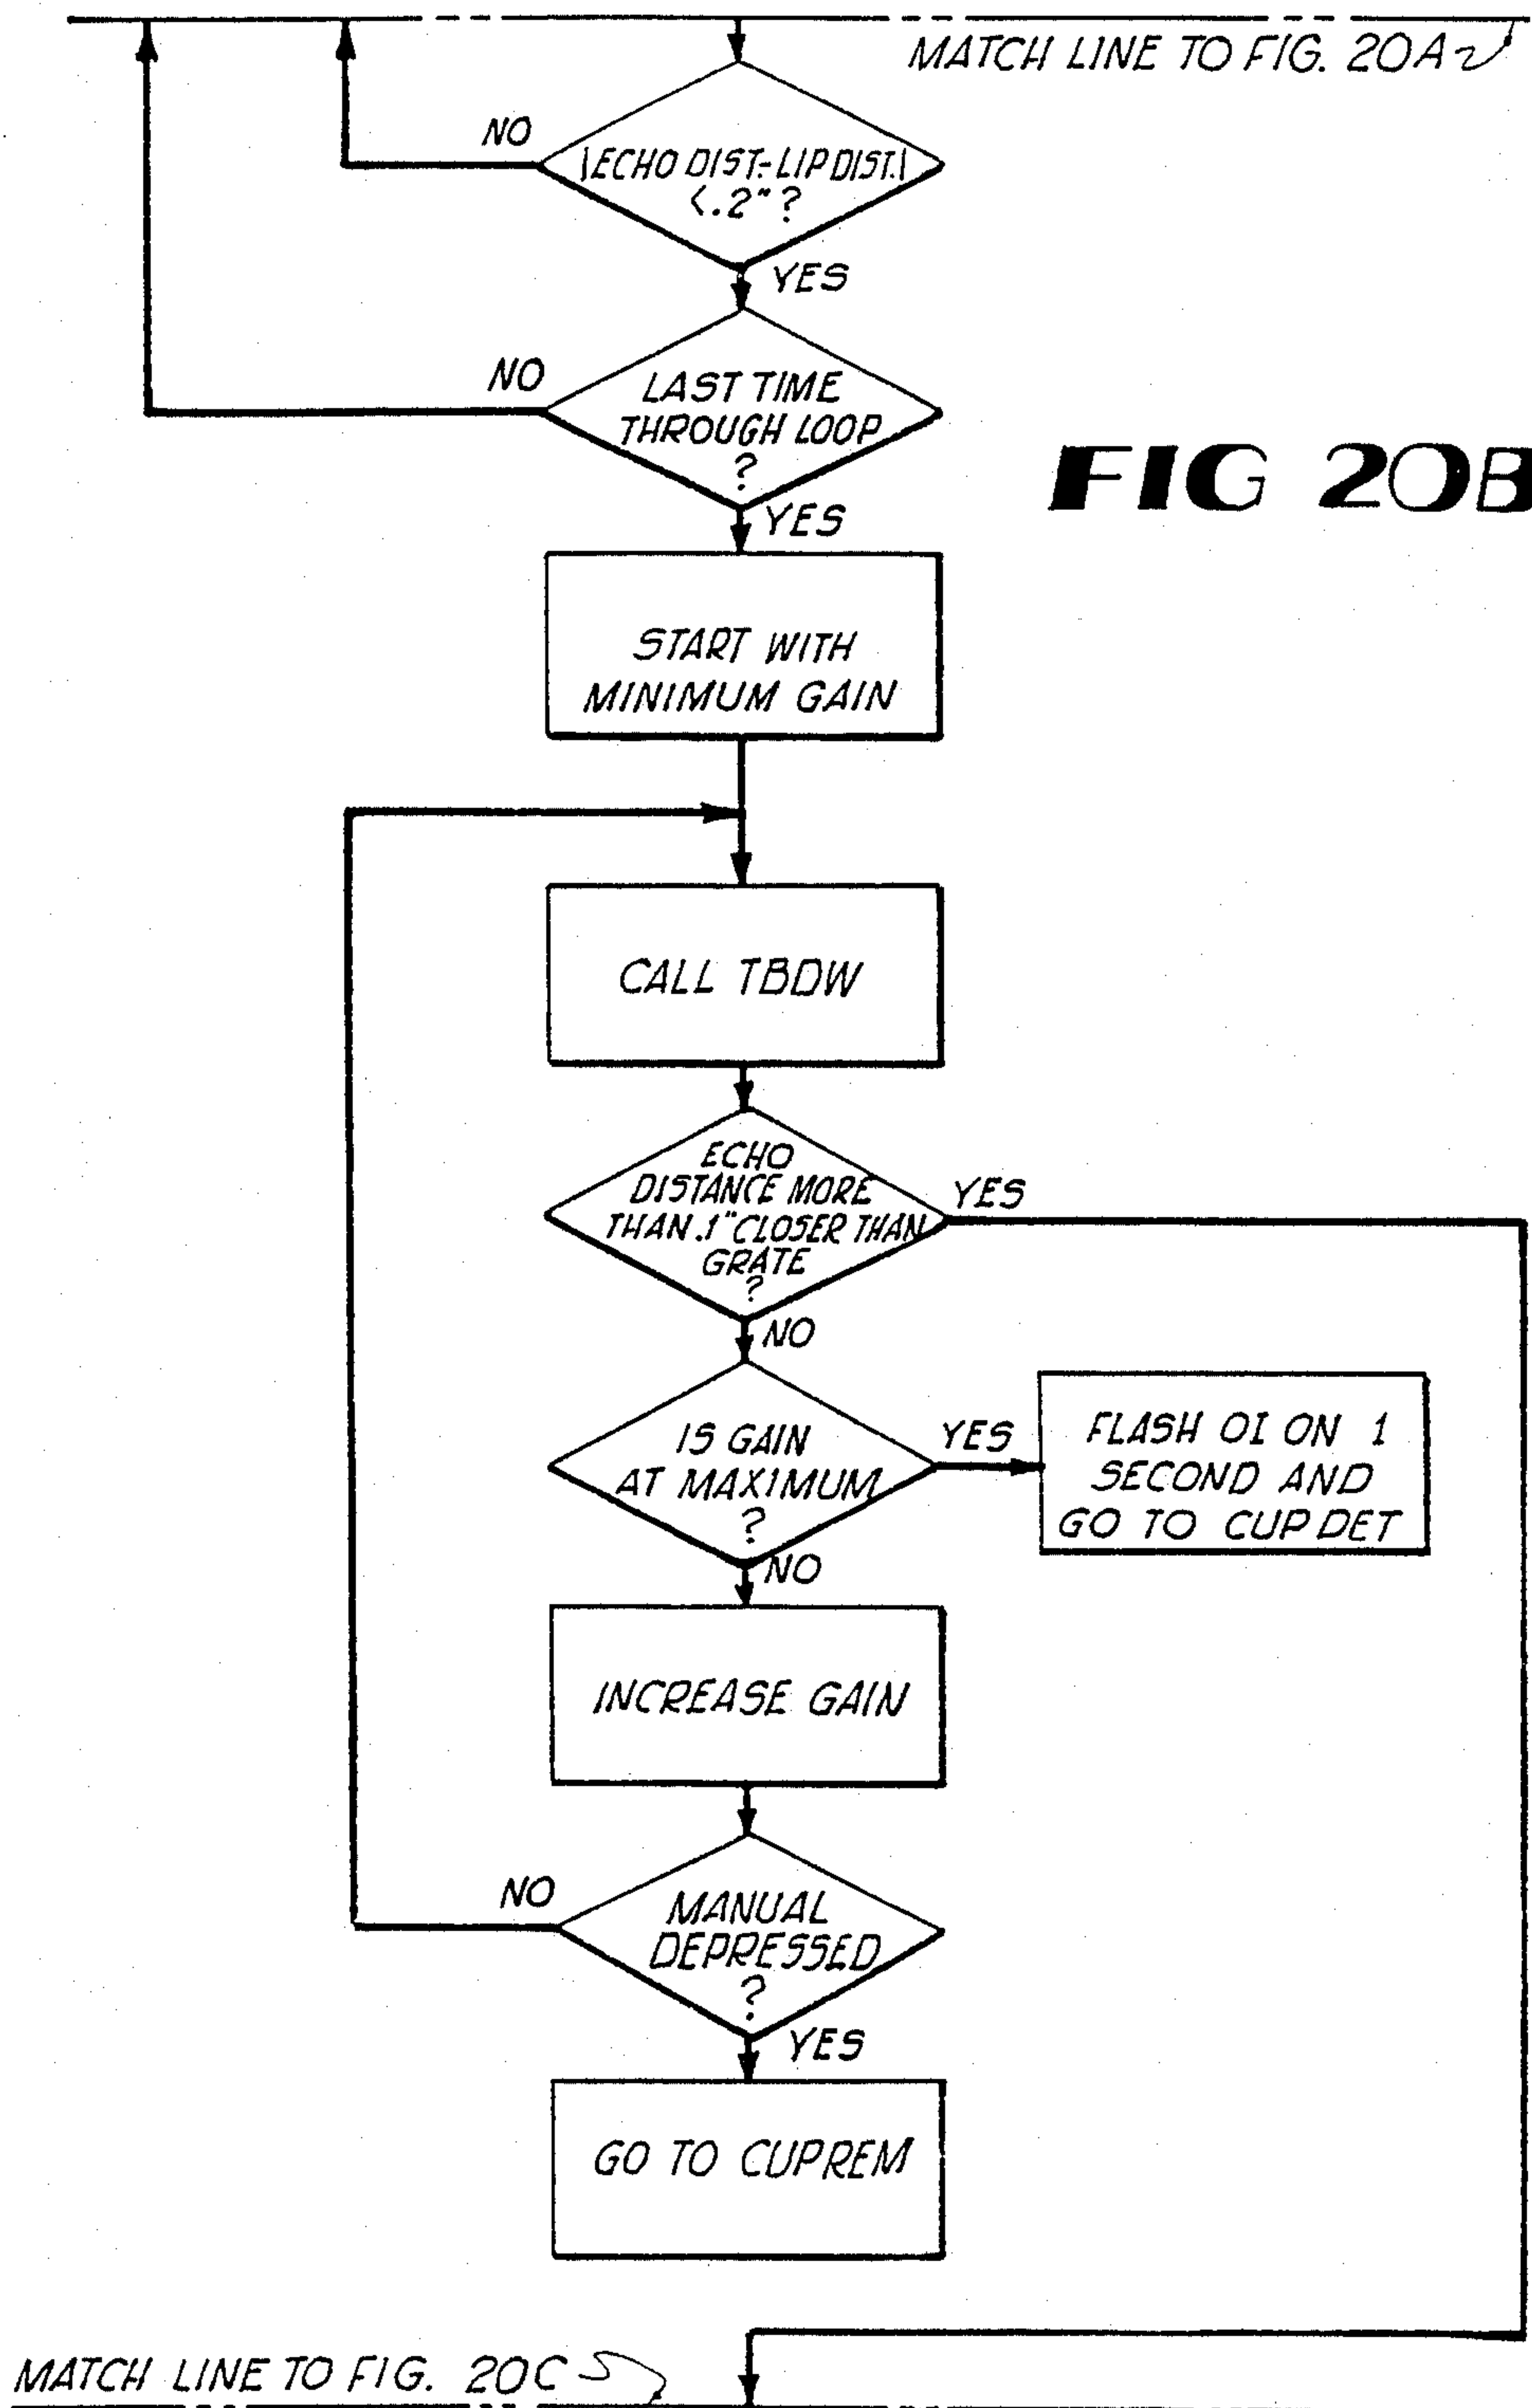 MATCH LINE TO FIG. 20A
NO
|ECHO DIST.-LIP DIST.|
<.2" ?
YES
NO
LAST TIME
THROUGH LOOP
?
FIG 20B
YES
START WITH
MINIMUM GAIN
CALL TBDW
ECHO
DISTANCE MORE
THAN .1" CLOSER THAN
GRATE
?
YES
NO
IS GAIN
AT MAXIMUM
?
YES
FLASH OI ON 1
SECOND AND
GO TO CUPDET
NO
INCREASE GAIN
NO
MANUAL
DEPRESSED
?
YES
GO TO CUPREM
MATCH LINE TO FIG. 20C